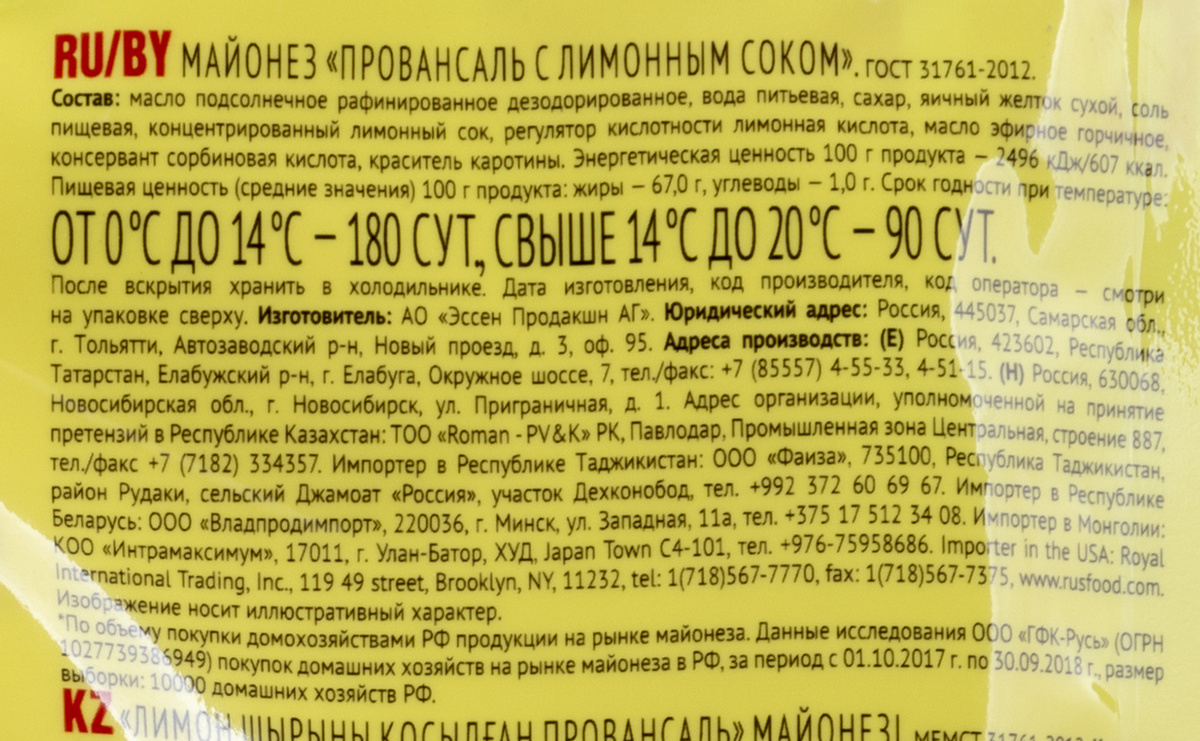 RU/BY МАЙОНЕЗ «ПРОВАНСАЛЬ С ЛИМОННЫМ СОКОМ». ГОСТ 31761-2012.
Состав: масло подсолнечное рафинированное дезодорированное, вода питьевая, сахар, яичный желток сухой, соль
пищевая, концентрированный лимонный сок, регулятор кислотности лимонная кислота, масло эфирное горчичное,
консервант сорбиновая кислота, краситель каротины. Энергетическая ценность 100 г продукта – 2496 кДж/607 ккал.
Пищевая ценность (средние значения) 100 г продукта: жиры – 67,0 г, углеводы – 1,0 г. Срок годности при температуре:
ОТ 0°С ДО 14°С – 180 СУТ., СВЫШЕ 14°С ДО 20°С – 90 СУТ.
После вскрытия хранить в холодильнике. Дата изготовления, код производителя, код оператора – смотри
на упаковке сверху. Изготовитель: АО «Эссен Продакшн АГ». Юридический адрес: Россия, 445037, Самарская обл.,
г. Тольятти, Автозаводский р-н, Новый проезд, д. 3, оф. 95. Адреса производств: (Е) Россия, 423602, Республика
Татарстан, Елабужский р-н, г. Елабуга, Окружное шоссе, 7, тел./факс: +7 (85557) 4-55-33, 4-51-15. (Н) Россия, 630068,
Новосибирская обл., г. Новосибирск, ул. Приграничная, д. 1. Адрес организации, уполномоченной на принятие
претензий в Республике Казахстан: ТОО «Roman - PV&K» РК, Павлодар, Промышленная зона Центральная, строение 887,
тел./факс +7 (7182) 334357. Импортер в Республике Таджикистан: ООО «Фаиза», 735100, Республика Таджикистан,
район Рудаки, сельский Джамоат «Россия», участок Дехконобод, тел. +992 372 60 69 67. Импортер в Республике
Беларусь: ООО «Владпродимпорт», 220036, г. Минск, ул. Западная, 11а, тел. +375 17 512 34 08. Импортер в Монголии:
КОО «Интрамаксимум», 17011, г. Улан-Батор, ХУД, Japan Town C4-101, тел. +976-75958686. Importer in the USA: Royal
International Trading, Inc., 119 49 street, Brooklyn, NY, 11232, tel: 1(718)567-7770, fax: 1(718)567-7375, www.rusfood.com.
Изображение носит иллюстративный характер.
*По объему покупки домохозяйствами РФ продукции на рынке майонеза. Данные исследования ООО «ГФК-Русь» (ОГРН
1027739386949) покупок домашних хозяйств на рынке майонеза в РФ, за период с 01.10.2017 г. по 30.09.2018 г., размер
выборки: 10000 домашних хозяйств РФ.
KZ «ЛИМОН ШЫРЫНЫ ҚОСЫЛҒАН ПРОВАНСАЛЬ» МАЙОНЕЗІ. МЕМСТ 31761-2012.